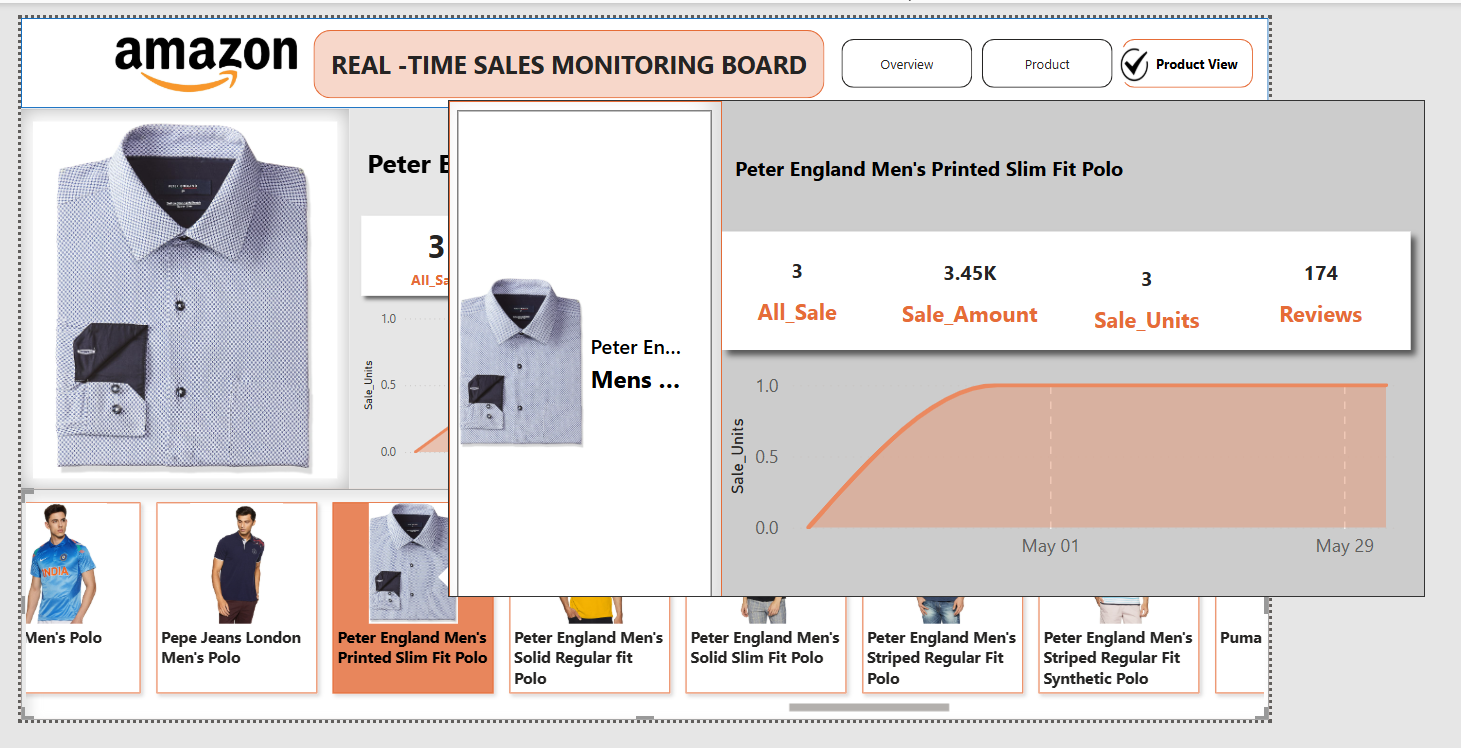 amazon
REAL -TIME SALES MONITORING BOARD
Overview
Product
Product View
Peter E
3
All_Sa
1.0
0.5
0.0
Sale_Units
Peter En...
Mens ...
Peter England Men's Printed Slim Fit Polo
3
All_Sale
3.45K
Sale_Amount
3
Sale_Units
174
Reviews
1.0
0.5
0.0
Sale_Units
May 01
May 29
INDIA
Men's Polo
Pepe Jeans London
Men's Polo
Peter England Men's
Printed Slim Fit Polo
Peter England Men's
Solid Regular fit
Polo
Peter England Men's
Solid Slim Fit Polo
Peter England Men's
Striped Regular Fit
Polo
Peter England Men's
Striped Regular Fit
Synthetic Polo
Puma